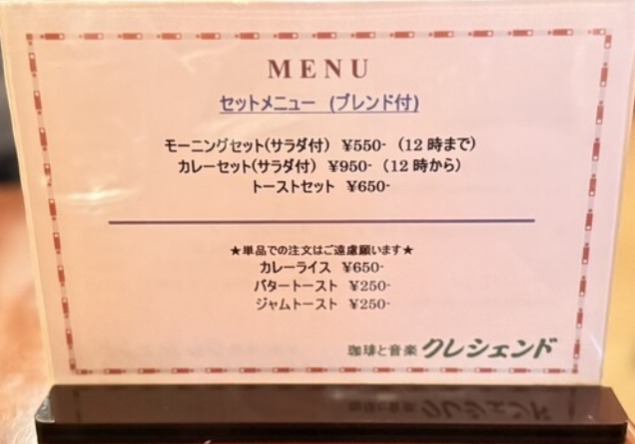 MENU
セットメニュー (ブレンド付)
モーニングセット(サラダ付) ¥550- (12時まで)
カレーセット(サラダ付) ¥950- (12時から)
トーストセット ¥650-
★単品での注文はご遠慮願います★
カレーライス ¥650-
バタートースト ¥250-
ジャムトースト ¥250-
珈琲と音楽 クレシェンド